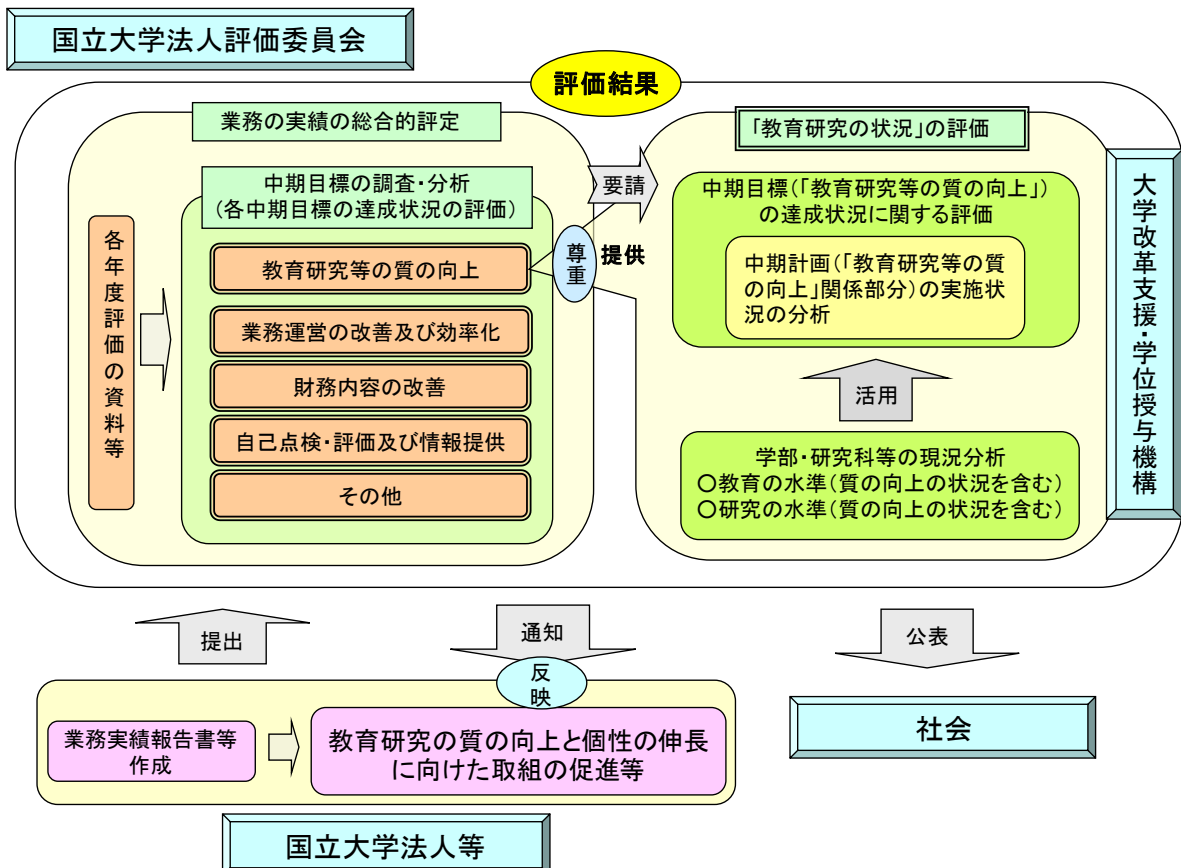 国立大学法人評価委員会
評価結果
業務の実績の総合的評定
中期目標の調査・分析
(各中期目標の達成状況の評価)
各年度評価の資料等
教育研究等の質の向上
業務運営の改善及び効率化
財務内容の改善
自己点検・評価及び情報提供
その他
要請
尊重
提供
「教育研究の状況」の評価
中期目標(「教育研究等の質の向上」)
の達成状況に関する評価
中期計画(「教育研究等の質
の向上」関係部分)の実施状
況の分析
活用
学部・研究科等の現況分析
○教育の水準(質の向上の状況を含む)
○研究の水準(質の向上の状況を含む)
大学改革支援・学位授与機構
提出
通知
公表
反映
業務実績報告書等
作成
教育研究の質の向上と個性の伸長
に向けた取組の促進等
社会
国立大学法人等